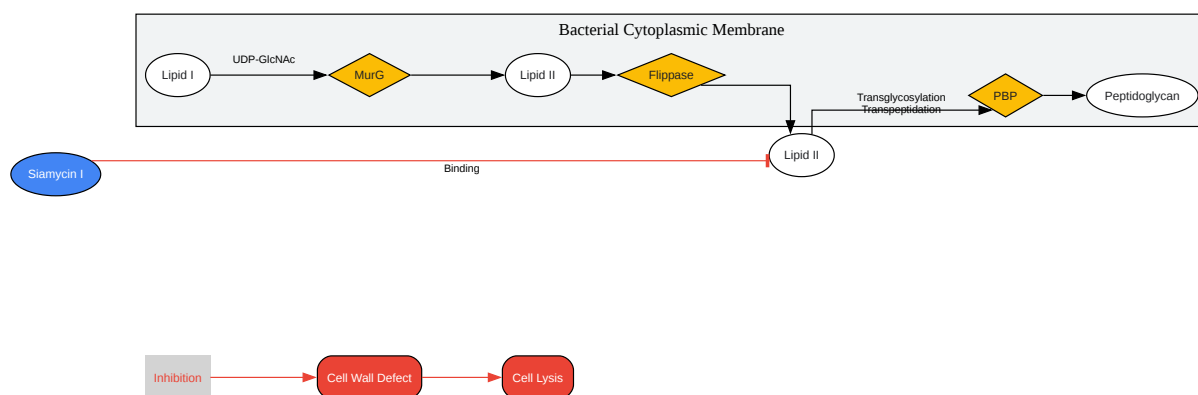 Bacterial Cytoplasmic Membrane
Lipid I
UDP-GlcNAc
MurG
Lipid II
Flippase
Transglycosylation
Transpeptidation
PBP
Peptidoglycan
Lipid II
Siamycin I
Binding
Inhibition
Cell Wall Defect
Cell Lysis